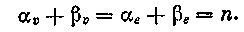 αᵥ + βᵥ = αₑ + βₑ = n.